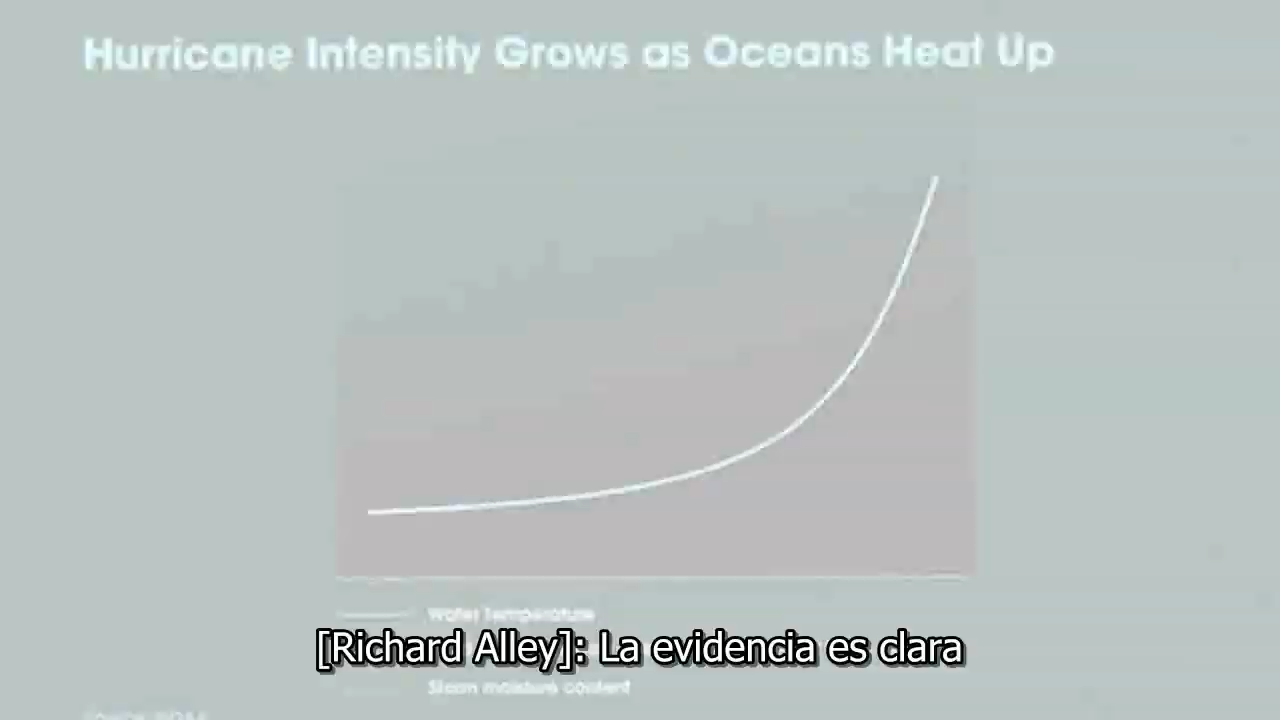 Hurricane Intensity Grows as Oceans Heat Up
Water Temperature
[Richard Alley]: La evidencia es clara
Storm moisture content